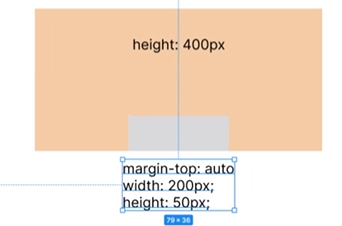 height: 400px
margin-top: auto
width: 200px;
height: 50px;
79 × 36